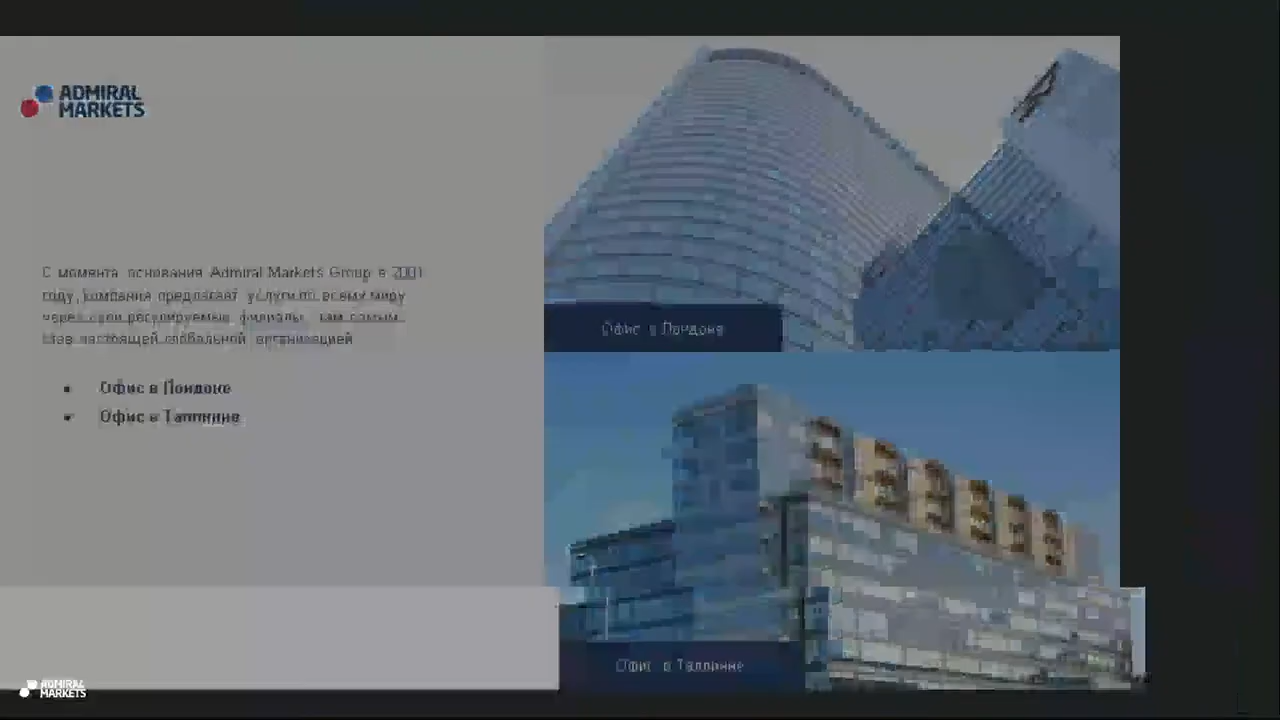 ADMIRAL
MARKETS
С момента основания Admiral Markets Group в 2001
году, компания предлагает услуги по всему миру
через свои регулируемые филиалы, тем самым
став настоящей глобальной организацией
• Офис в Лондоне
• Офис в Таллинне
Офис в Лондоне
Офис в Таллинне
ADMIRAL
MARKETS